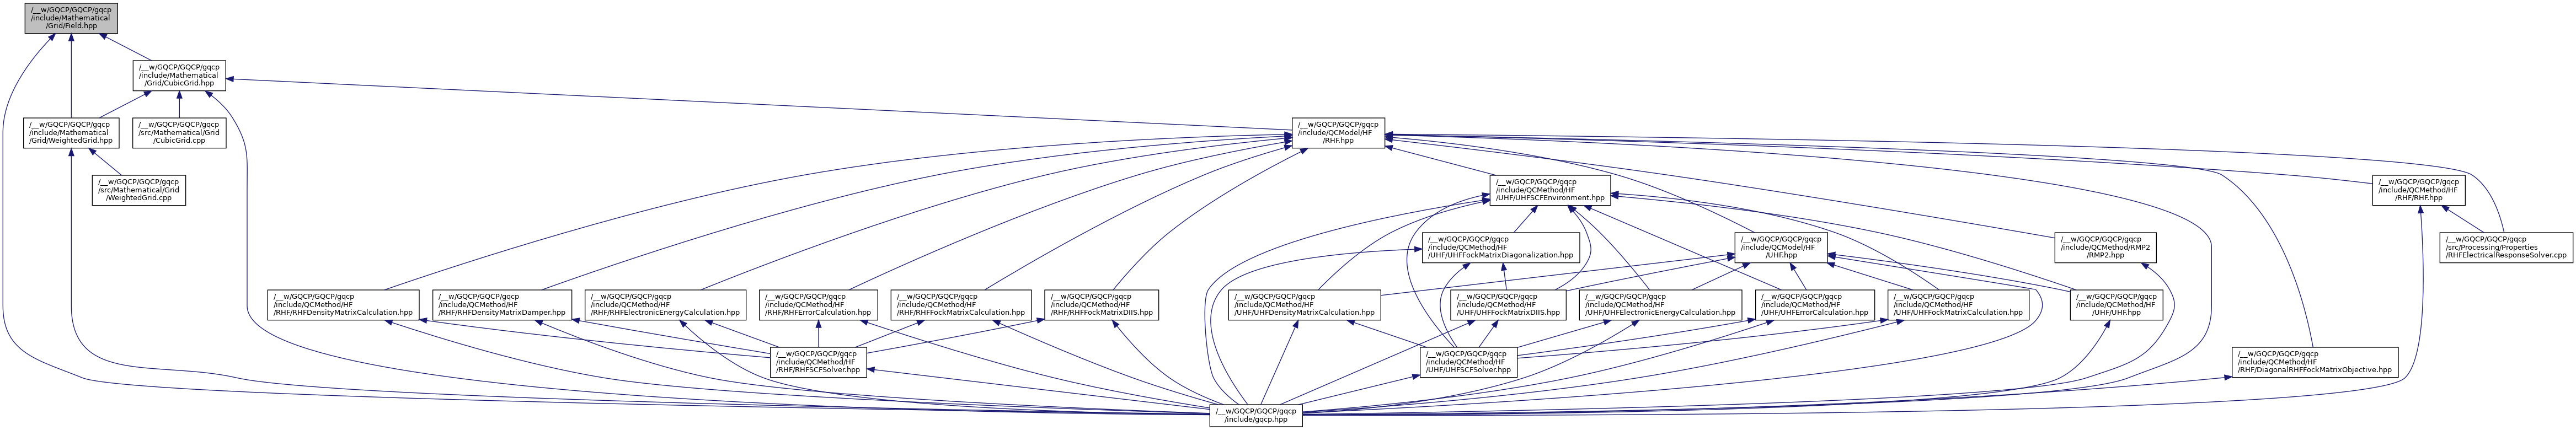 /__w/GQCP/GQCP/gqcp
/include/Mathematical
/Grid/Field.hpp
/__w/GQCP/GQCP/gqcp
/include/Mathematical
/Grid/CubicGrid.hpp
/__w/GQCP/GQCP/gqcp
/include/Mathematical
/Grid/WeightedGrid.hpp
/__w/GQCP/GQCP/gqcp
/src/Mathematical/Grid
/CubicGrid.cpp
/__w/GQCP/GQCP/gqcp
/include/QCModel/HF
/RHF.hpp
/__w/GQCP/GQCP/gqcp
/src/Mathematical/Grid
/WeightedGrid.cpp
/__w/GQCP/GQCP/gqcp
/include/QCMethod/HF
/UHF/UHFSCFEnvironment.hpp
/__w/GQCP/GQCP/gqcp
/include/QCMethod/HF
/RHF/RHF.hpp
/__w/GQCP/GQCP/gqcp
/include/QCMethod/HF
/UHF/UHFFockMatrixDiagonalization.hpp
/__w/GQCP/GQCP/gqcp
/include/QCModel/HF
/UHF.hpp
/__w/GQCP/GQCP/gqcp
/include/QCMethod/RMP2
/RMP2.hpp
/__w/GQCP/GQCP/gqcp
/src/Processing/Properties
/RHFElectricalResponseSolver.cpp
/__w/GQCP/GQCP/gqcp
/include/QCMethod/HF
/RHF/RHFDensityMatrixCalculation.hpp
/__w/GQCP/GQCP/gqcp
/include/QCMethod/HF
/RHF/RHFDensityMatrixDamper.hpp
/__w/GQCP/GQCP/gqcp
/include/QCMethod/HF
/RHF/RHFElectronicEnergyCalculation.hpp
/__w/GQCP/GQCP/gqcp
/include/QCMethod/HF
/RHF/RHFErrorCalculation.hpp
/__w/GQCP/GQCP/gqcp
/include/QCMethod/HF
/RHF/RHFFockMatrixCalculation.hpp
/__w/GQCP/GQCP/gqcp
/include/QCMethod/HF
/RHF/RHFFockMatrixDIIS.hpp
/__w/GQCP/GQCP/gqcp
/include/QCMethod/HF
/UHF/UHFDensityMatrixCalculation.hpp
/__w/GQCP/GQCP/gqcp
/include/QCMethod/HF
/UHF/UHFFockMatrixDIIS.hpp
/__w/GQCP/GQCP/gqcp
/include/QCMethod/HF
/UHF/UHFElectronicEnergyCalculation.hpp
/__w/GQCP/GQCP/gqcp
/include/QCMethod/HF
/UHF/UHFErrorCalculation.hpp
/__w/GQCP/GQCP/gqcp
/include/QCMethod/HF
/UHF/UHFFockMatrixCalculation.hpp
/__w/GQCP/GQCP/gqcp
/include/QCMethod/HF
/UHF/UHF.hpp
/__w/GQCP/GQCP/gqcp
/include/QCMethod/HF
/RHF/RHFSCFSolver.hpp
/__w/GQCP/GQCP/gqcp
/include/QCMethod/HF
/UHF/UHFSCFSolver.hpp
/__w/GQCP/GQCP/gqcp
/include/QCMethod/HF
/RHF/DiagonalRHFFockMatrixObjective.hpp
/__w/GQCP/GQCP/gqcp
/include/gqcp.hpp